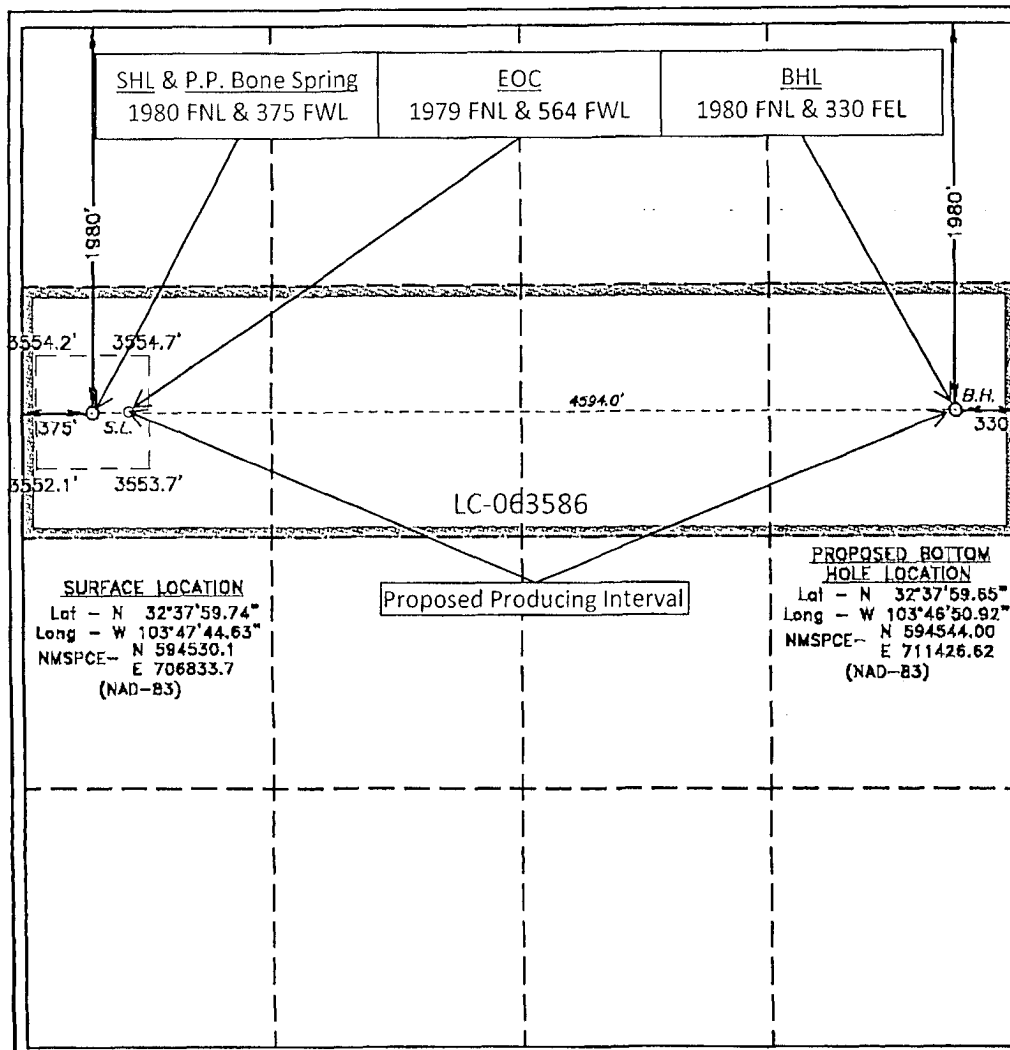 SHL & P.P. Bone Spring
1980 FNL & 375 FWL
EOC
1979 FNL & 564 FWL
BHL
1980 FNL & 330 FEL
1980'
1980'
3554.2' 3554.7'
4594.0'
B.H.
375' S.L.
330
3552.1' 3553.7'
LC-063586
SURFACE LOCATION
Lat - N 32°37'59.74"
Long - W 103°47'44.63"
NMSPCE- N 594530.1
E 706833.7
(NAD-83)
Proposed Producing Interval
PROPOSED BOTTOM
HOLE LOCATION
Lat - N 32°37'59.65"
Long - W 103°46'50.92"
NMSPCE- N 594544.00
E 711426.62
(NAD-83)